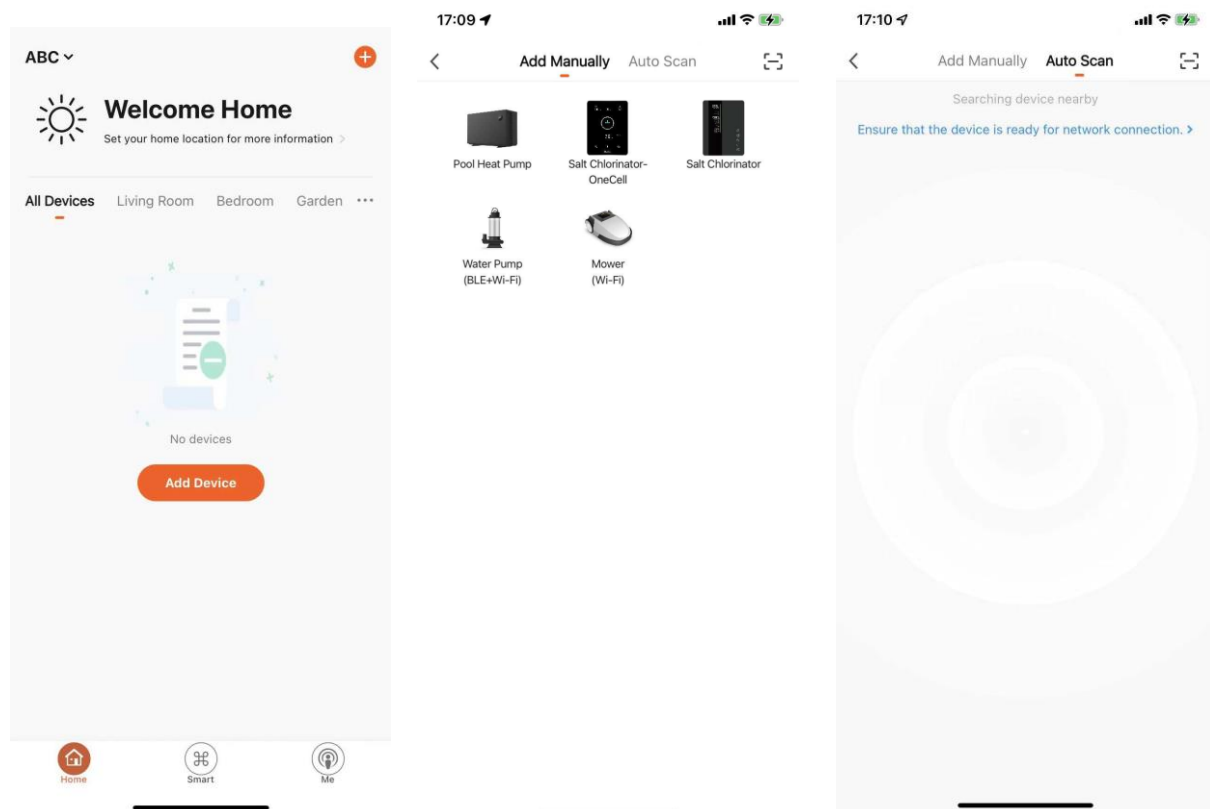 ABC
Welcome Home
Set your home location for more information
All Devices Living Room Bedroom Garden
No devices
Add Device
Home Smart Me
17:09
Add Manually Auto Scan
Pool Heat Pump Salt Chlorinator- Salt Chlorinator
OneCell
Water Pump Mower
(BLE+Wi-Fi) (Wi-Fi)
17:10
Add Manually Auto Scan
Searching device nearby
Ensure that the device is ready for network connection.